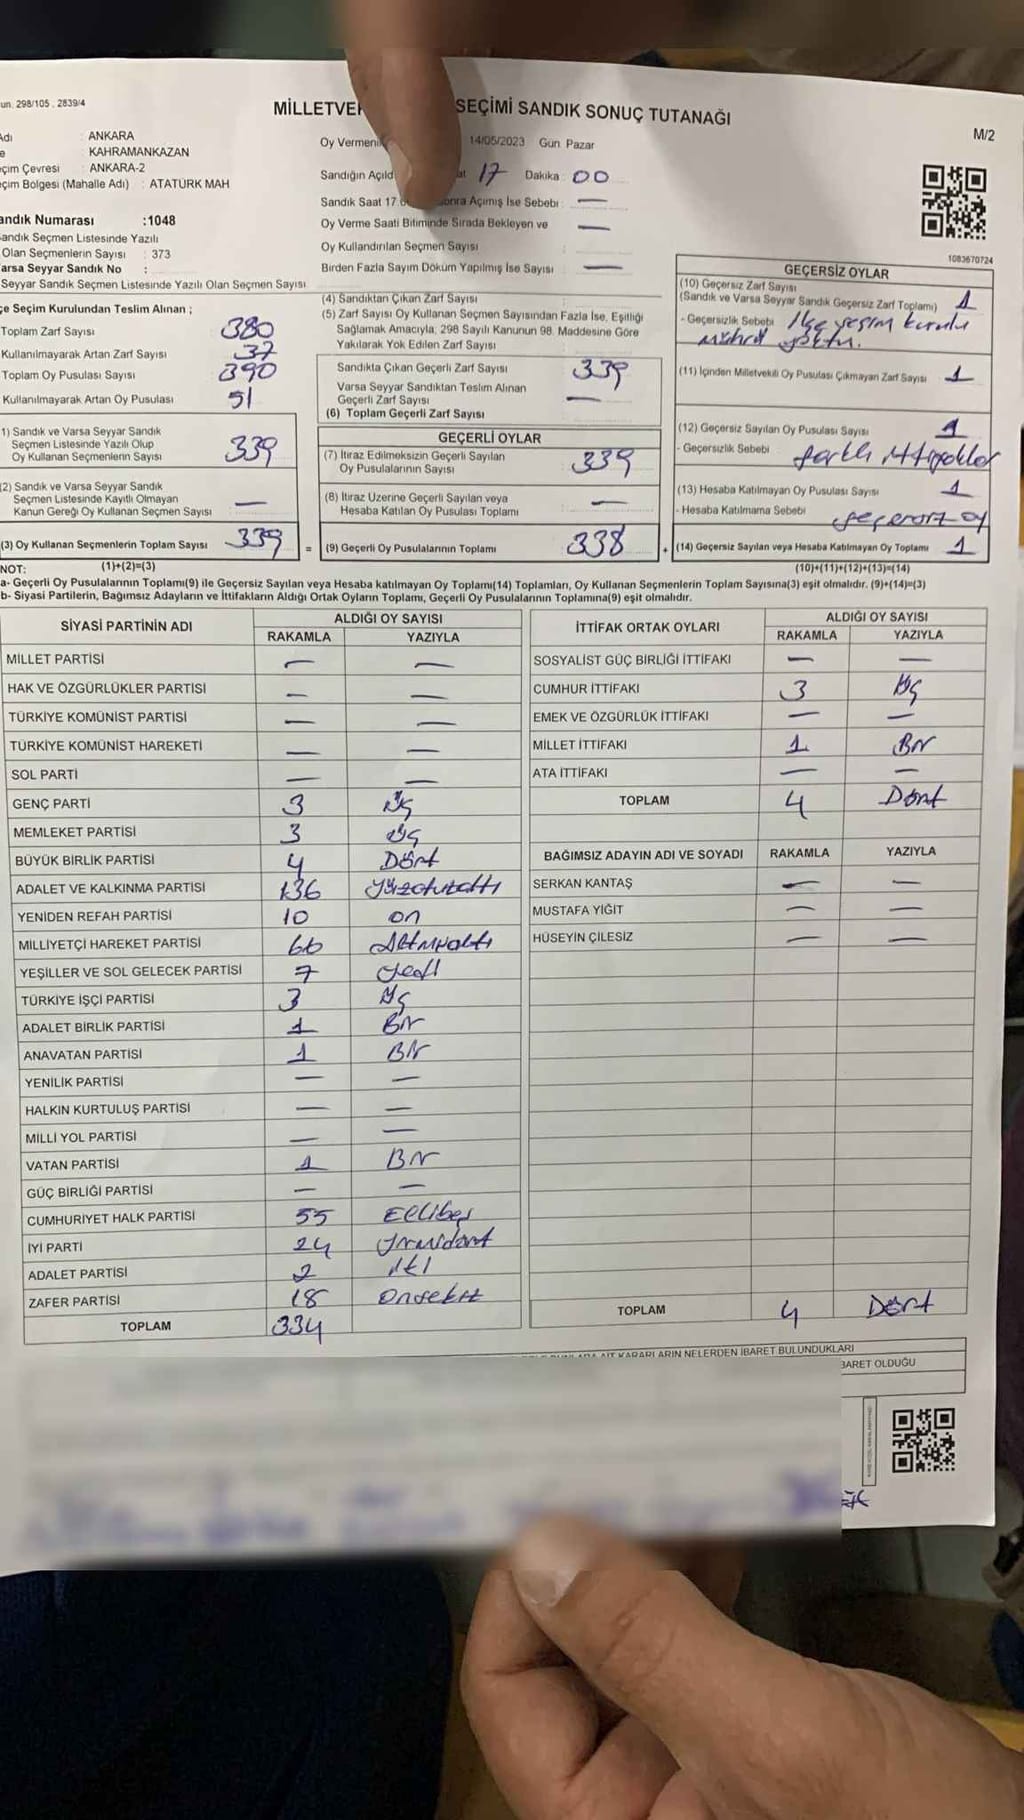 un. 298/105 . 2839/4
MİLLETVEK SEÇİMİ SANDIK SONUÇ TUTANAĞI
M/2
Adı : ANKARA
e KAHRAMANKAZAN
eçim Çevresi : ANKARA-2
eçim Bölgesi (Mahalle Adı) : ATATÜRK MAH
andık Numarası :1048
andık Seçmen Listesinde Yazılı
Olan Seçmenlerin Sayısı : 373
arsa Seyyar Sandık No :
Seyyar Sandık Seçmen Listesinde Yazılı Olan Seçmen Sayısı
Oy Vermeni 14/05/2023 Gün Pazar
Sandığın Açıld at 17 Dakika : 00
Sandık Saat 17 onra Açımış İse Sebebi : —
Oy Verme Saati Bitiminde Sırada Bekleyen ve
Oy Kullandırılan Seçmen Sayısı —
Birden Fazla Sayım Döküm Yapılmış İse Sayısı —
1083670724
çe Seçim Kurulundan Teslim Alınan ;
Toplam Zarf Sayısı 380
Kullanılmayarak Artan Zarf Sayısı 37
Toplam Oy Pusulası Sayısı 390
Kullanılmayarak Artan Oy Pusulası 51
1) Sandık ve Varsa Seyyar Sandık
Seçmen Listesinde Yazılı Olup
Oy Kullanan Seçmenlerin Sayısı 339
(2) Sandık ve Varsa Seyyar Sandık
Seçmen Listesinde Kayıtlı Olmayan
Kanun Gereği Oy Kullanan Seçmen Sayısı : —
(3) Oy Kullanan Seçmenlerin Toplam Sayısı 339 =
(4) Sandıktan Çıkan Zarf Sayısı
(5) Zarf Sayısı Oy Kullanan Seçmen Sayısından Fazla İse, Eşitliği
Sağlamak Amacıyla, 298 Sayılı Kanunun 98. Maddesine Göre
Yakılarak Yok Edilen Zarf Sayısı
Sandıkta Çıkan Geçerli Zarf Sayısı 339
Varsa Seyyar Sandıktan Teslim Alınan
Geçerli Zarf Sayısı —
(6) Toplam Geçerli Zarf Sayısı
GEÇERLİ OYLAR
(7) İtiraz Edilmeksizin Geçerli Sayılan
Oy Pusulalarının Sayısı 339
(8) İtiraz Üzerine Geçerli Sayılan veya
Hesaba Katılan Oy Pusulası Toplamı —
(9) Geçerli Oy Pusulalarının Toplamı 338 +
GEÇERSİZ OYLAR
(10) Geçersiz Zarf Sayısı
(Sandık ve Varsa Seyyar Sandık Geçersiz Zarf Toplamı) 1
- Geçersizlik Sebebi İlçe seçim kurulu
mührü yoktu.
(11) İçinden Milletvekili Oy Pusulası Çıkmayan Zarf Sayısı 1
(12) Geçersiz Sayılan Oy Pusulası Sayısı 1
- Geçersizlik Sebebi : farklı ittifaklar
(13) Hesaba Katılmayan Oy Pusulası Sayısı 1
- Hesaba Katılmama Sebebi oy
(14) Geçersiz Sayılan veya Hesaba Katılmayan Oy Toplamı 1
NOT: (1)+(2)=(3) (10)+(11)+(12)+(13)=(14)
a- Geçerli Oy Pusulalarının Toplamı(9) ile Geçersiz Sayılan veya Hesaba katılmayan Oy Toplamı(14) Toplamları, Oy Kullanan Seçmenlerin Toplam Sayısına(3) eşit olmalıdır. (9)+(14)=(3)
b- Siyasi Partilerin, Bağımsız Adayların ve İttifakların Aldığı Ortak Oyların Toplamı, Geçerli Oy Pusulalarının Toplamına(9) eşit olmalıdır.
SİYASİ PARTİNİN ADI ALDIĞI OY SAYISI
RAKAMLA YAZIYLA
MİLLET PARTİSİ — —
HAK VE ÖZGÜRLÜKLER PARTİSİ — —
TÜRKİYE KOMÜNİST PARTİSİ — —
TÜRKİYE KOMÜNİST HAREKETİ — —
SOL PARTİ — —
GENÇ PARTİ 3 Üç
MEMLEKET PARTİSİ 3 Üç
BÜYÜK BİRLİK PARTİSİ 4 Dört
ADALET VE KALKINMA PARTİSİ 136 Yüzotuzaltı
YENİDEN REFAH PARTİSİ 10 on
MİLLİYETÇİ HAREKET PARTİSİ 66 Altmışaltı
YEŞİLLER VE SOL GELECEK PARTİSİ 7 Yedi
TÜRKİYE İŞÇİ PARTİSİ 3 Üç
ADALET BİRLİK PARTİSİ 1 Bir
ANAVATAN PARTİSİ 1 Bir
YENİLİK PARTİSİ — —
HALKIN KURTULUŞ PARTİSİ — —
MİLLİ YOL PARTİSİ — —
VATAN PARTİSİ 1 Bir
GÜÇ BİRLİĞİ PARTİSİ — —
CUMHURİYET HALK PARTİSİ 55 Ellibeş
İYİ PARTİ 24 Yirmidört
ADALET PARTİSİ 2 iki
ZAFER PARTİSİ 18 Onsekiz
TOPLAM 334
İTTİFAK ORTAK OYLARI ALDIĞI OY SAYISI
RAKAMLA YAZIYLA
SOSYALİST GÜÇ BİRLİĞİ İTTİFAKI — —
CUMHUR İTTİFAKI 3 Üç
EMEK VE ÖZGÜRLÜK İTTİFAKI — —
MİLLET İTTİFAKI 1 Bir
ATA İTTİFAKI — —
TOPLAM 4 Dört
BAĞIMSIZ ADAYIN ADI VE SOYADI RAKAMLA YAZIYLA
SERKAN KANTAŞ — —
MUSTAFA YİĞİT — —
HÜSEYİN ÇİLESİZ — —
TOPLAM 4 Dört
KARARLARIN NELERDEN İBARET BULUNDUKLARI
BARET OLDUĞU